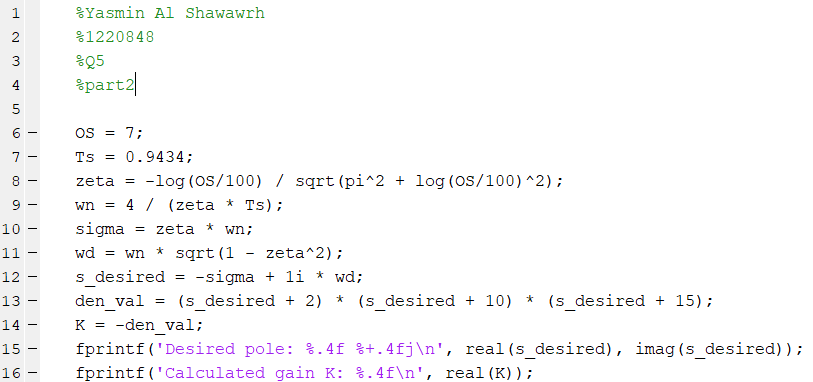 1 %Yasmin Al Shawawrh
2 %1220848
3 %Q5
4 %part2
5
6 – OS = 7;
7 – Ts = 0.9434;
8 – zeta = -log(OS/100) / sqrt(pi^2 + log(OS/100)^2);
9 – wn = 4 / (zeta * Ts);
10 – sigma = zeta * wn;
11 – wd = wn * sqrt(1 - zeta^2);
12 – s_desired = -sigma + 1i * wd;
13 – den_val = (s_desired + 2) * (s_desired + 10) * (s_desired + 15);
14 – K = -den_val;
15 – fprintf('Desired pole: %.4f %+.4fj\n', real(s_desired), imag(s_desired));
16 – fprintf('Calculated gain K: %.4f\n', real(K));